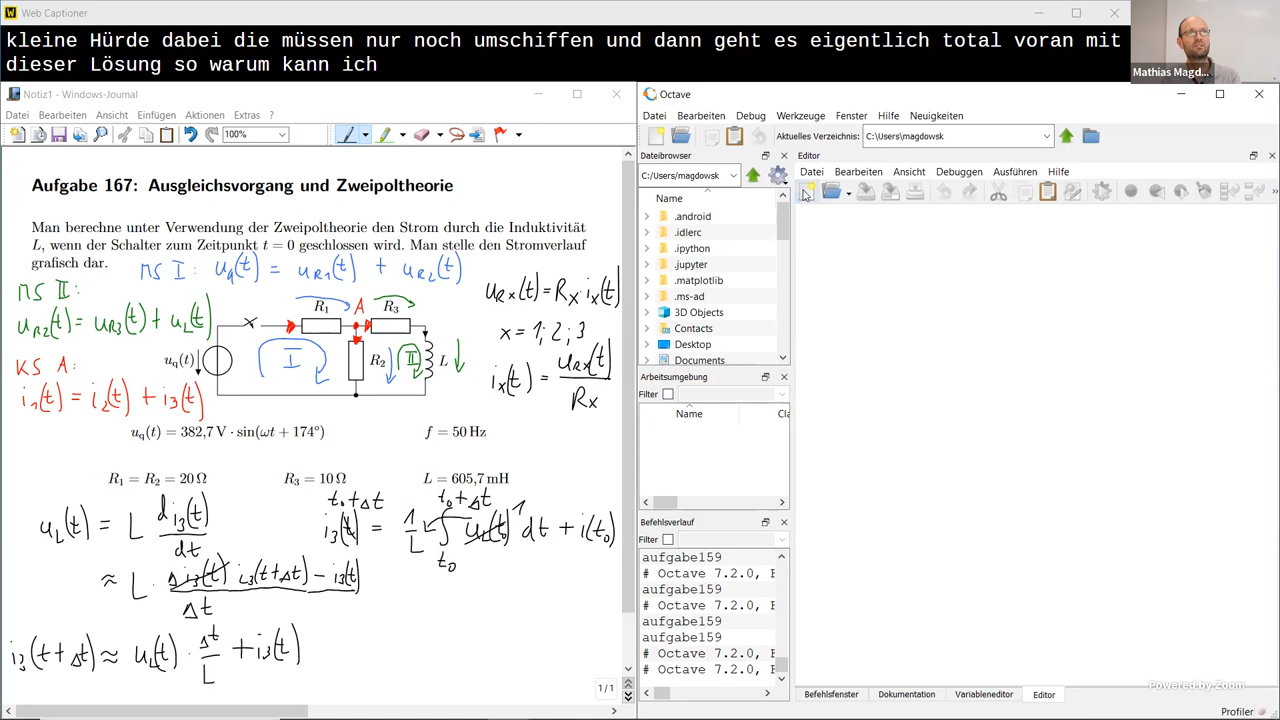 Web Captioner
kleine Hürde dabei die müssen nur noch umschiffen und dann geht es eigentlich total voran mit
dieser Lösung so warum kann ich
Mathias Magd...
Notiz1 - Windows-Journal
Datei Bearbeiten Ansicht Einfügen Aktionen Extras ?
100%
Aufgabe 167: Ausgleichsvorgang und Zweipoltheorie
Man berechne unter Verwendung der Zweipoltheorie den Strom durch die Induktivität
L, wenn der Schalter zum Zeitpunkt t = 0 geschlossen wird. Man stelle den Stromverlauf
grafisch dar.
MS I: uq(t) = uR1(t) + uR2(t)
MS II:
uR2(t) = uR3(t) + uL(t)
KS A:
i1(t) = i2(t) + i3(t)
A
R1
R3
uq(t)
I
R2
II
L
uRx(t) = Rx · ix(t)
x = 1; 2; 3
ix(t) = uRx(t)
Rx
uq(t) = 382,7 V · sin(ωt + 174°)
f = 50 Hz
R1 = R2 = 20 Ω
R3 = 10 Ω
L = 605,7 mH
uL(t) = L di3(t)
dt
≈ L · Δi3(t) i3(t+Δt) − i3(t)
Δt
i3(t+Δt) ≈ uL(t) · Δt + i3(t)
L
t0+Δt
t0+Δt
i3(t) = 1 ∫ uL(t0) 1 dt + i(t0)
L
t0
1/1
Octave
Datei Bearbeiten Debug Werkzeuge Fenster Hilfe Neuigkeiten
Aktuelles Verzeichnis: C:\Users\magdowsk
Dateibrowser
C:/Users/magdowsk
Name
.android
.idlerc
.ipython
.jupyter
.matplotlib
.ms-ad
3D Objects
Contacts
Desktop
Documents
Arbeitsumgebung
Filter
Name
Cla
Befehlsverlauf
Filter
aufgabe159
# Octave 7.2.0, F
aufgabe159
# Octave 7.2.0, F
aufgabe159
aufgabe159
# Octave 7.2.0, F
# Octave 7.2.0, F
Editor
Datei Bearbeiten Ansicht Debuggen Ausführen Hilfe
Befehlsfenster Dokumentation Variableneditor Editor
Powered by Zoom
Profiler